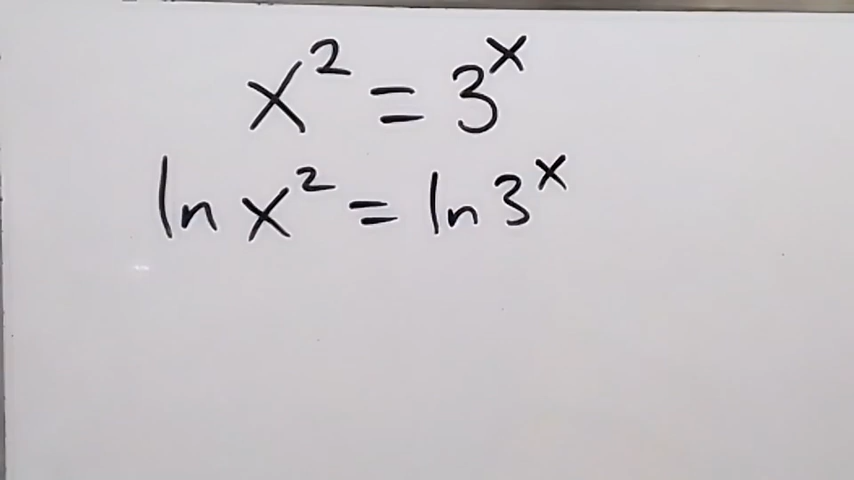 x² = 3ˣ
ln x² = ln 3ˣ